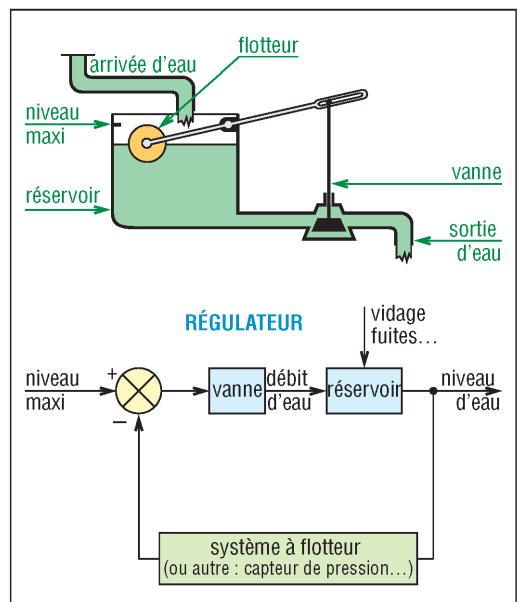 flotteur
arrivée d'eau
niveau
maxi
vanne
réservoir
sortie
d'eau
RÉGULATEUR
vidage
fuites...
niveau
maxi
+
−
vanne
débit
d'eau
réservoir
niveau
d'eau
système à flotteur
(ou autre : capteur de pression...)